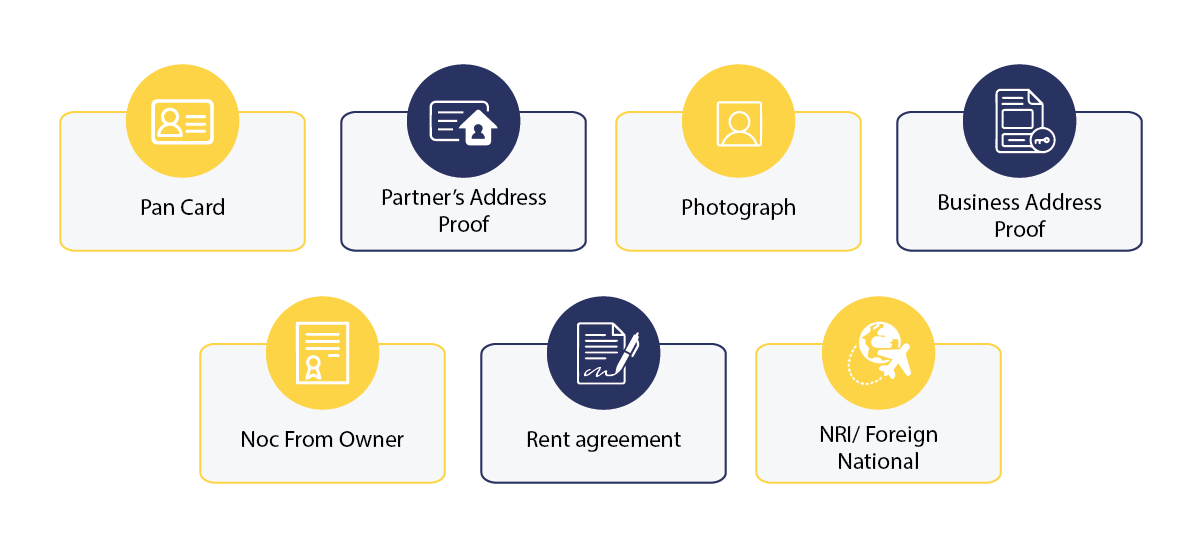 Pan Card
Partner’s Address
Proof
Photograph
Business Address
Proof
Noc From Owner
Rent agreement
NRI/ Foreign
National